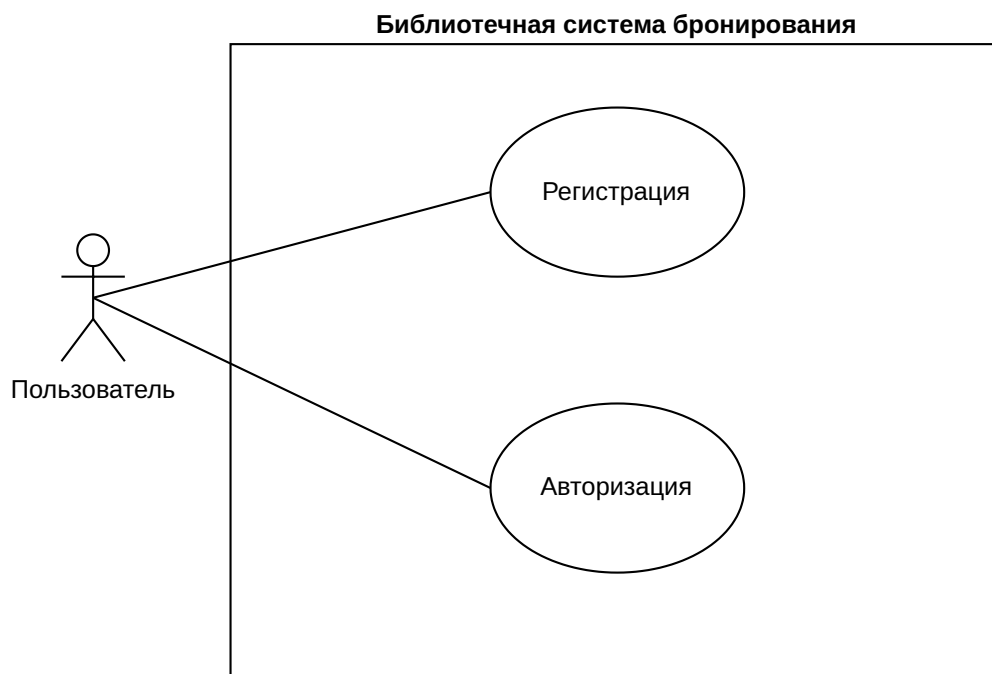 Библиотечная система бронирования
Регистрация
Пользователь
Авторизация